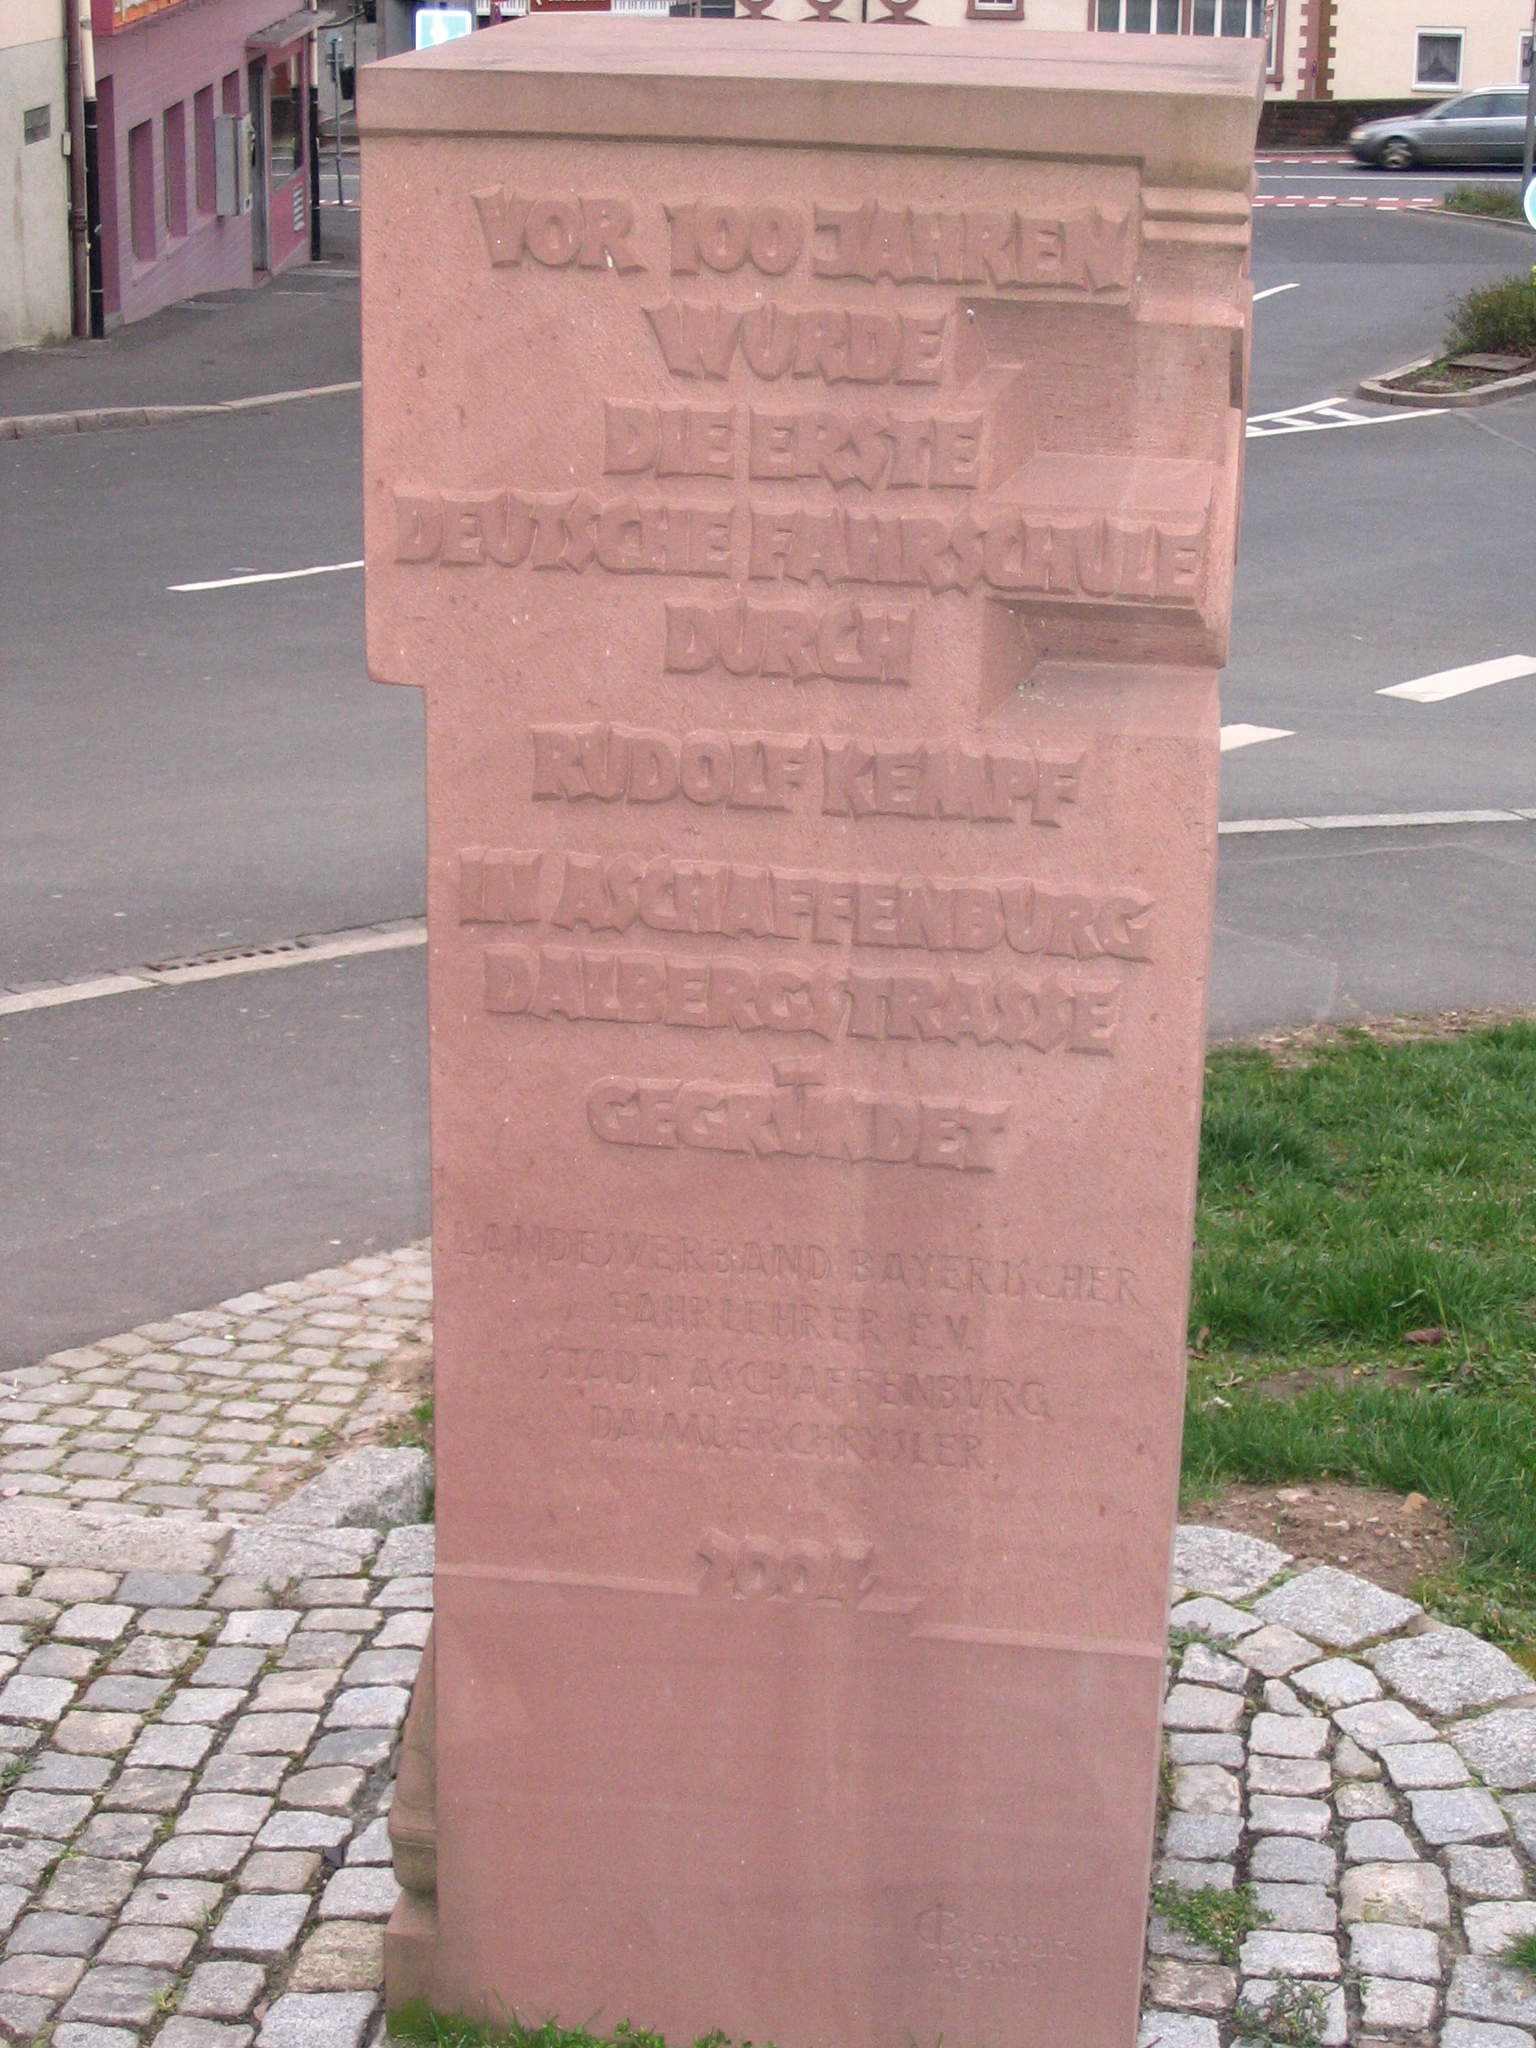 VOR 100 JAHREN
WURDE
DIE ERSTE
DEUTSCHE FAHRSCHULE
DURCH
RUDOLF KEMPF
IN ASCHAFFENBURG
DALBERGSTRASSE
GEGRÜNDET
LANDESVERBAND BAYERISCHER
FAHRLEHRER E.V.
STADT ASCHAFFENBURG
DAIMLERCHRYSLER
2004